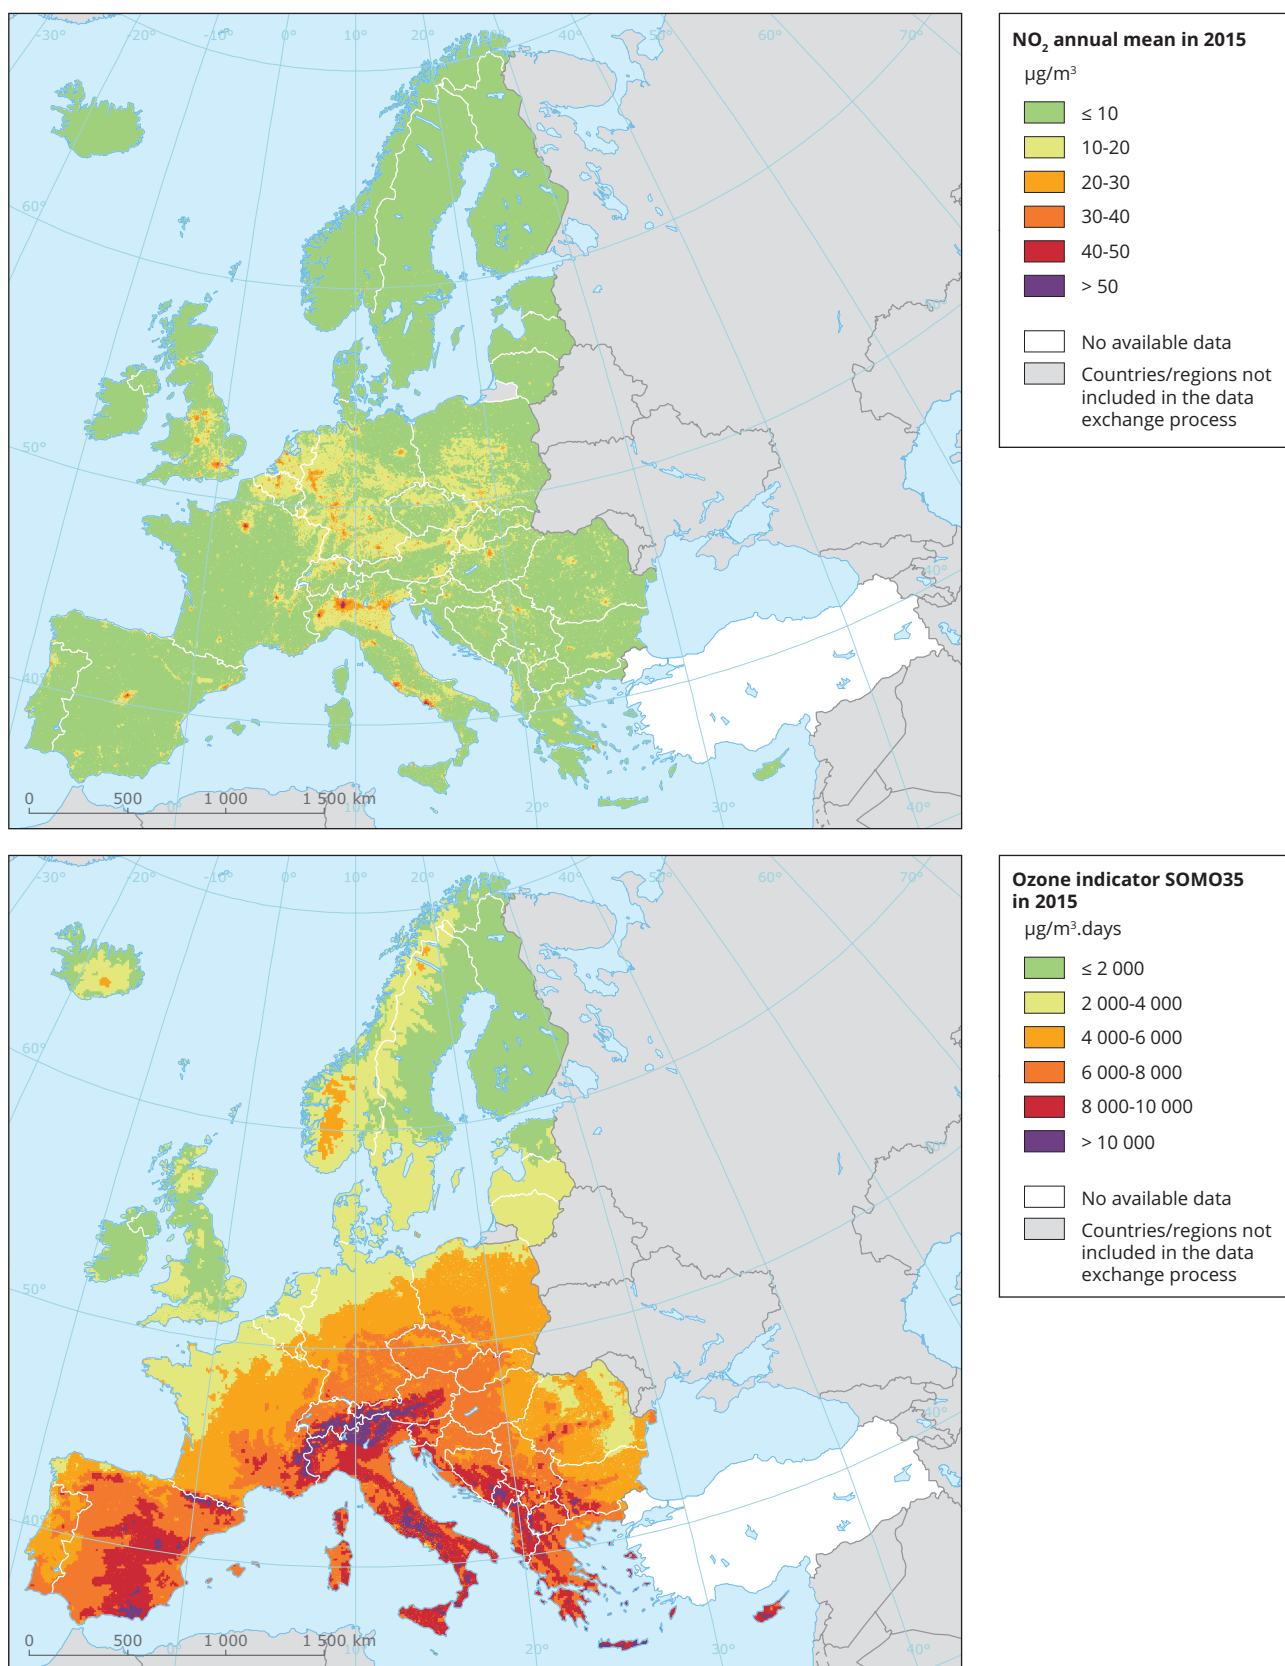 -30°
-20°
-10°
0°
10°
20°
30°
40°
50°
60°
70°
60°
50°
40°
40°
0°
10°
20°
30°
40°
0 500 1 000 1 500 km
NO₂ annual mean in 2015
µg/m³
≤ 10
10-20
20-30
30-40
40-50
> 50
No available data
Countries/regions not
included in the data
exchange process
-30°
-20°
-10°
0°
10°
20°
30°
40°
50°
60°
70°
60°
50°
40°
40°
0°
10°
20°
30°
40°
0 500 1 000 1 500 km
Ozone indicator SOMO35
in 2015
µg/m³.days
≤ 2 000
2 000-4 000
4 000-6 000
6 000-8 000
8 000-10 000
> 10 000
No available data
Countries/regions not
included in the data
exchange process